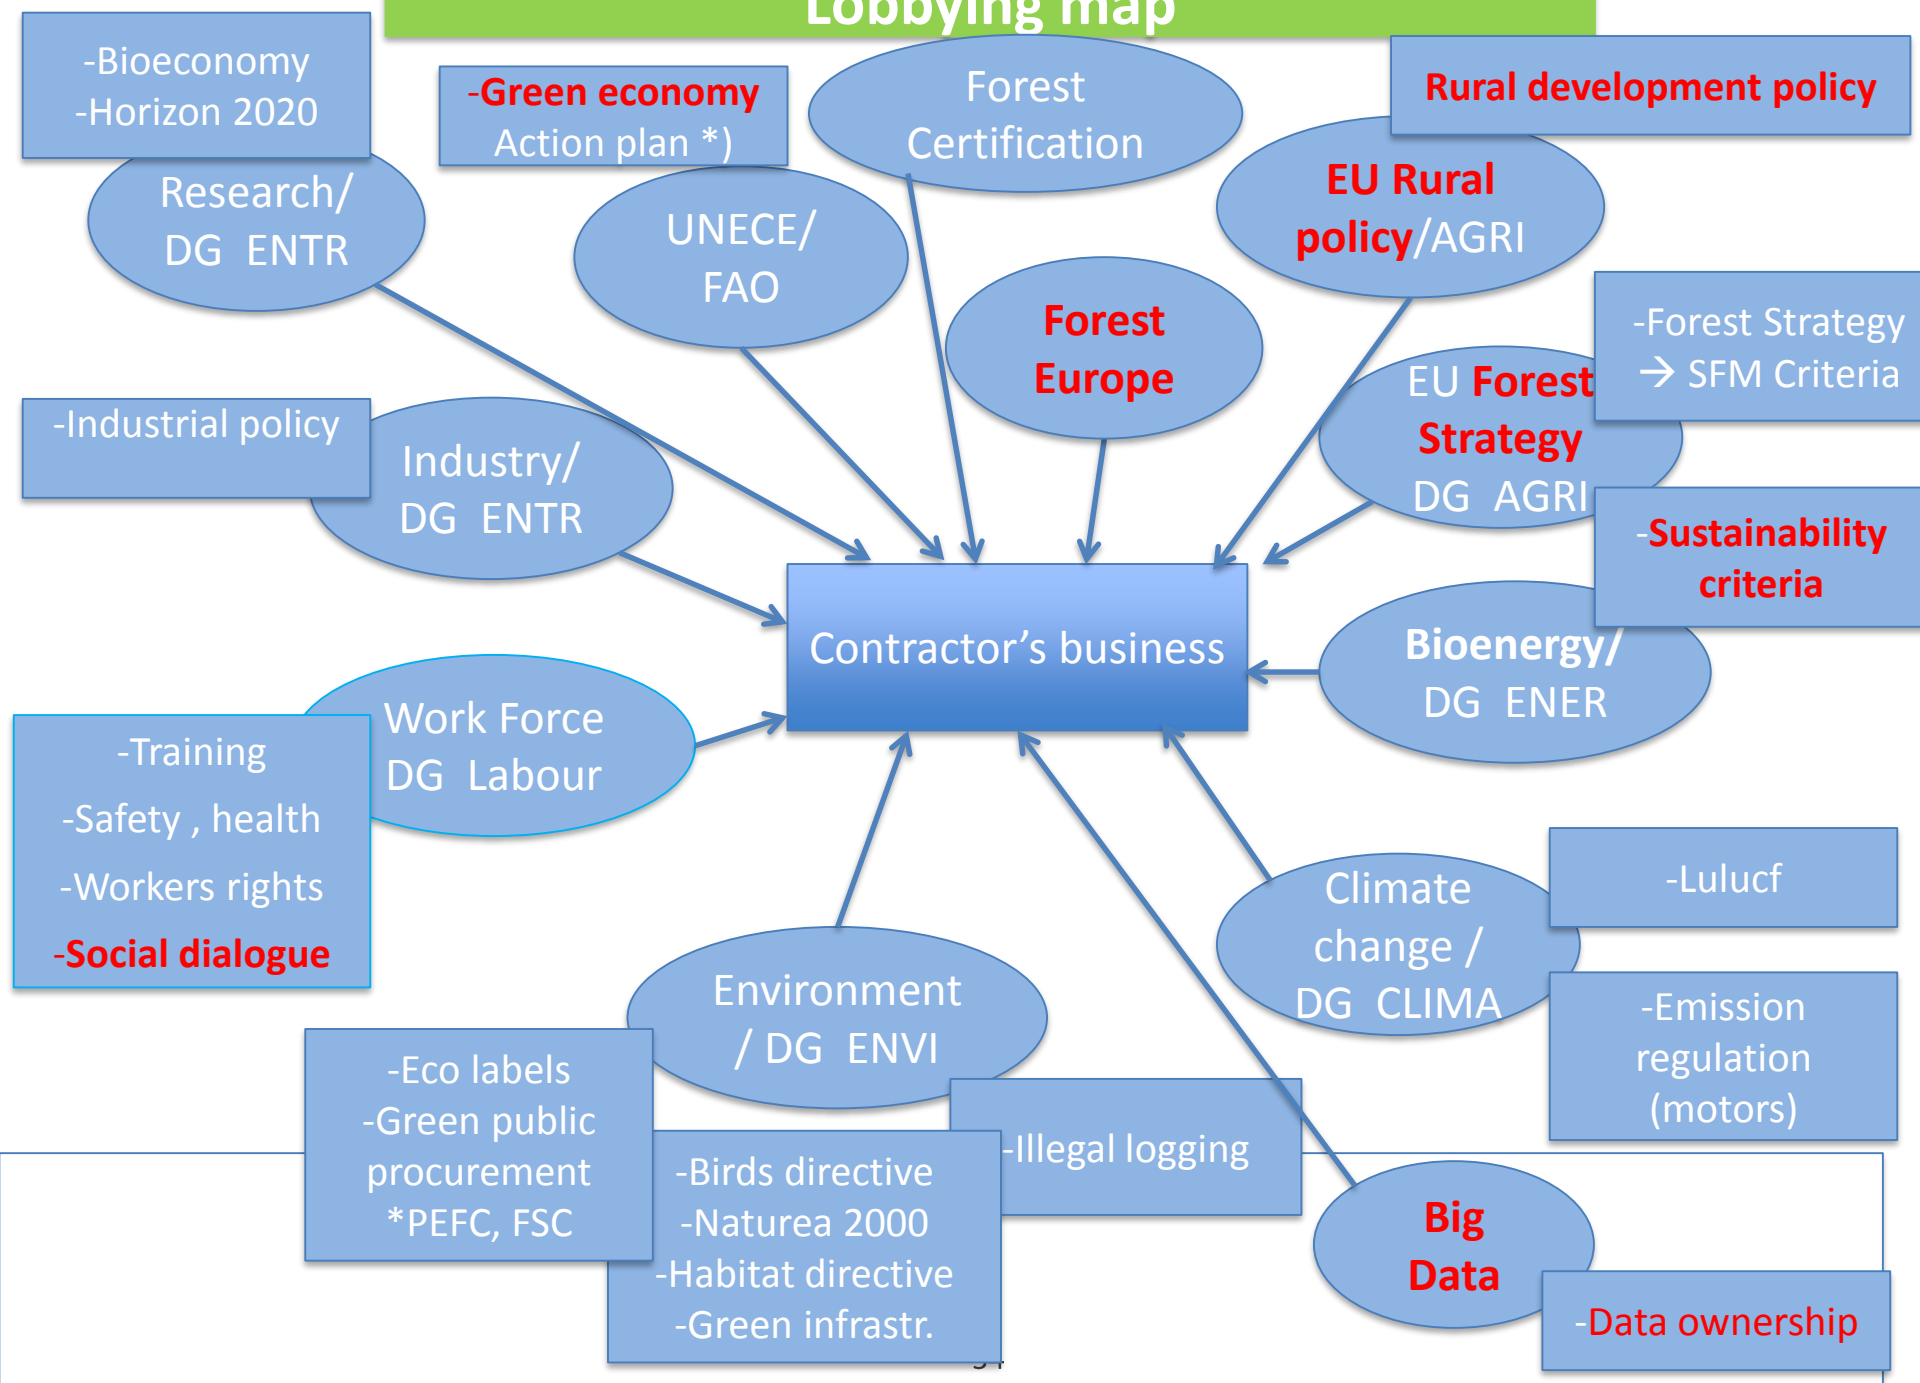 Lobbying map
-Bioeconomy
-Horizon 2020
Research/
DG ENTR
-Green economy
Action plan *)
UNECE/
FAO
Forest
Certification
Forest
Europe
Rural development policy
EU Rural
policy/AGRI
-Forest Strategy
→ SFM Criteria
EU Forest
Strategy
DG AGRI
-Sustainability
criteria
-Industrial policy
Industry/
DG ENTR
Contractor’s business
Bioenergy/
DG ENER
Work Force
DG Labour
-Training
-Safety , health
-Workers rights
-Social dialogue
Environment
/ DG ENVI
-Eco labels
-Green public
procurement
*PEFC, FSC
-Birds directive
-Naturea 2000
-Habitat directive
-Green infrastr.
-Illegal logging
Climate
change /
DG CLIMA
-Lulucf
-Emission
regulation
(motors)
Big
Data
-Data ownership